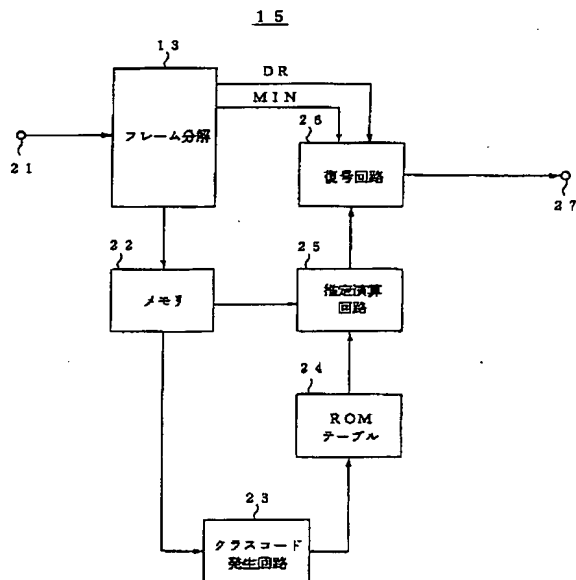 15
13
DR
MIN
フレーム分解
26
復号回路
21
27
22
メモリ
25
推定演算
回路
24
ROM
テーブル
23
クラスコード
発生回路